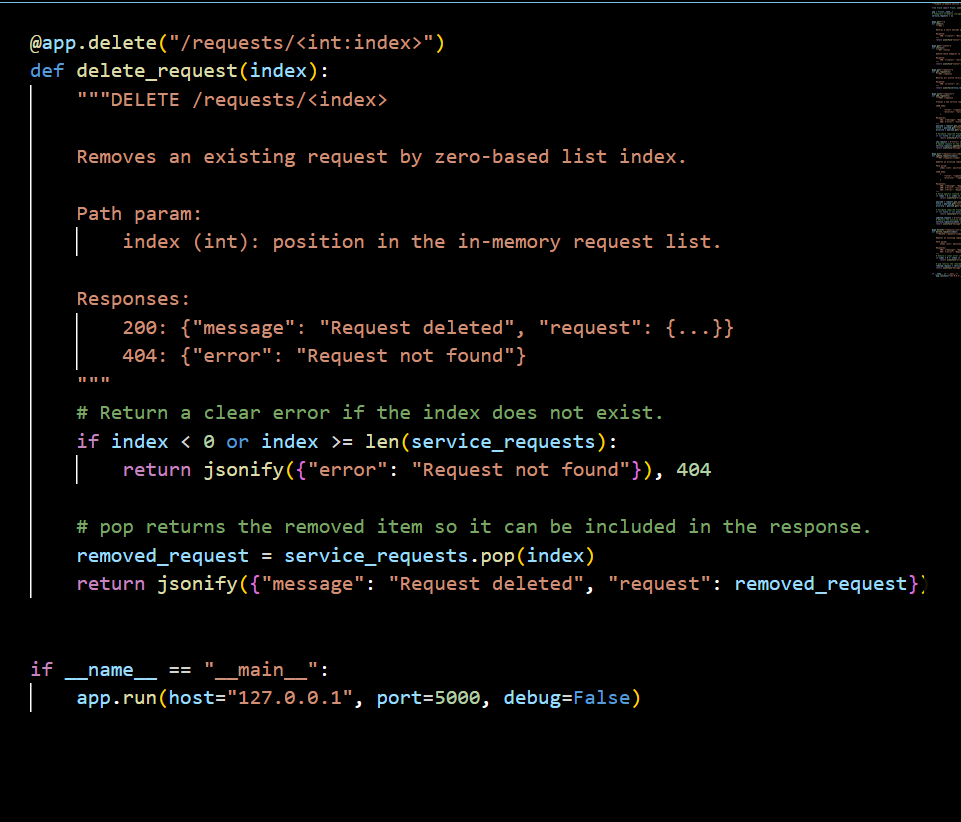 @app.delete("/requests/<int:index>")
def delete_request(index):
    """DELETE /requests/<index>

    Removes an existing request by zero-based list index.

    Path param:
        index (int): position in the in-memory request list.

    Responses:
        200: {"message": "Request deleted", "request": {...}}
        404: {"error": "Request not found"}
    """
    # Return a clear error if the index does not exist.
    if index < 0 or index >= len(service_requests):
        return jsonify({"error": "Request not found"}), 404

    # pop returns the removed item so it can be included in the response.
    removed_request = service_requests.pop(index)
    return jsonify({"message": "Request deleted", "request": removed_request})


if __name__ == "__main__":
    app.run(host="127.0.0.1", port=5000, debug=False)